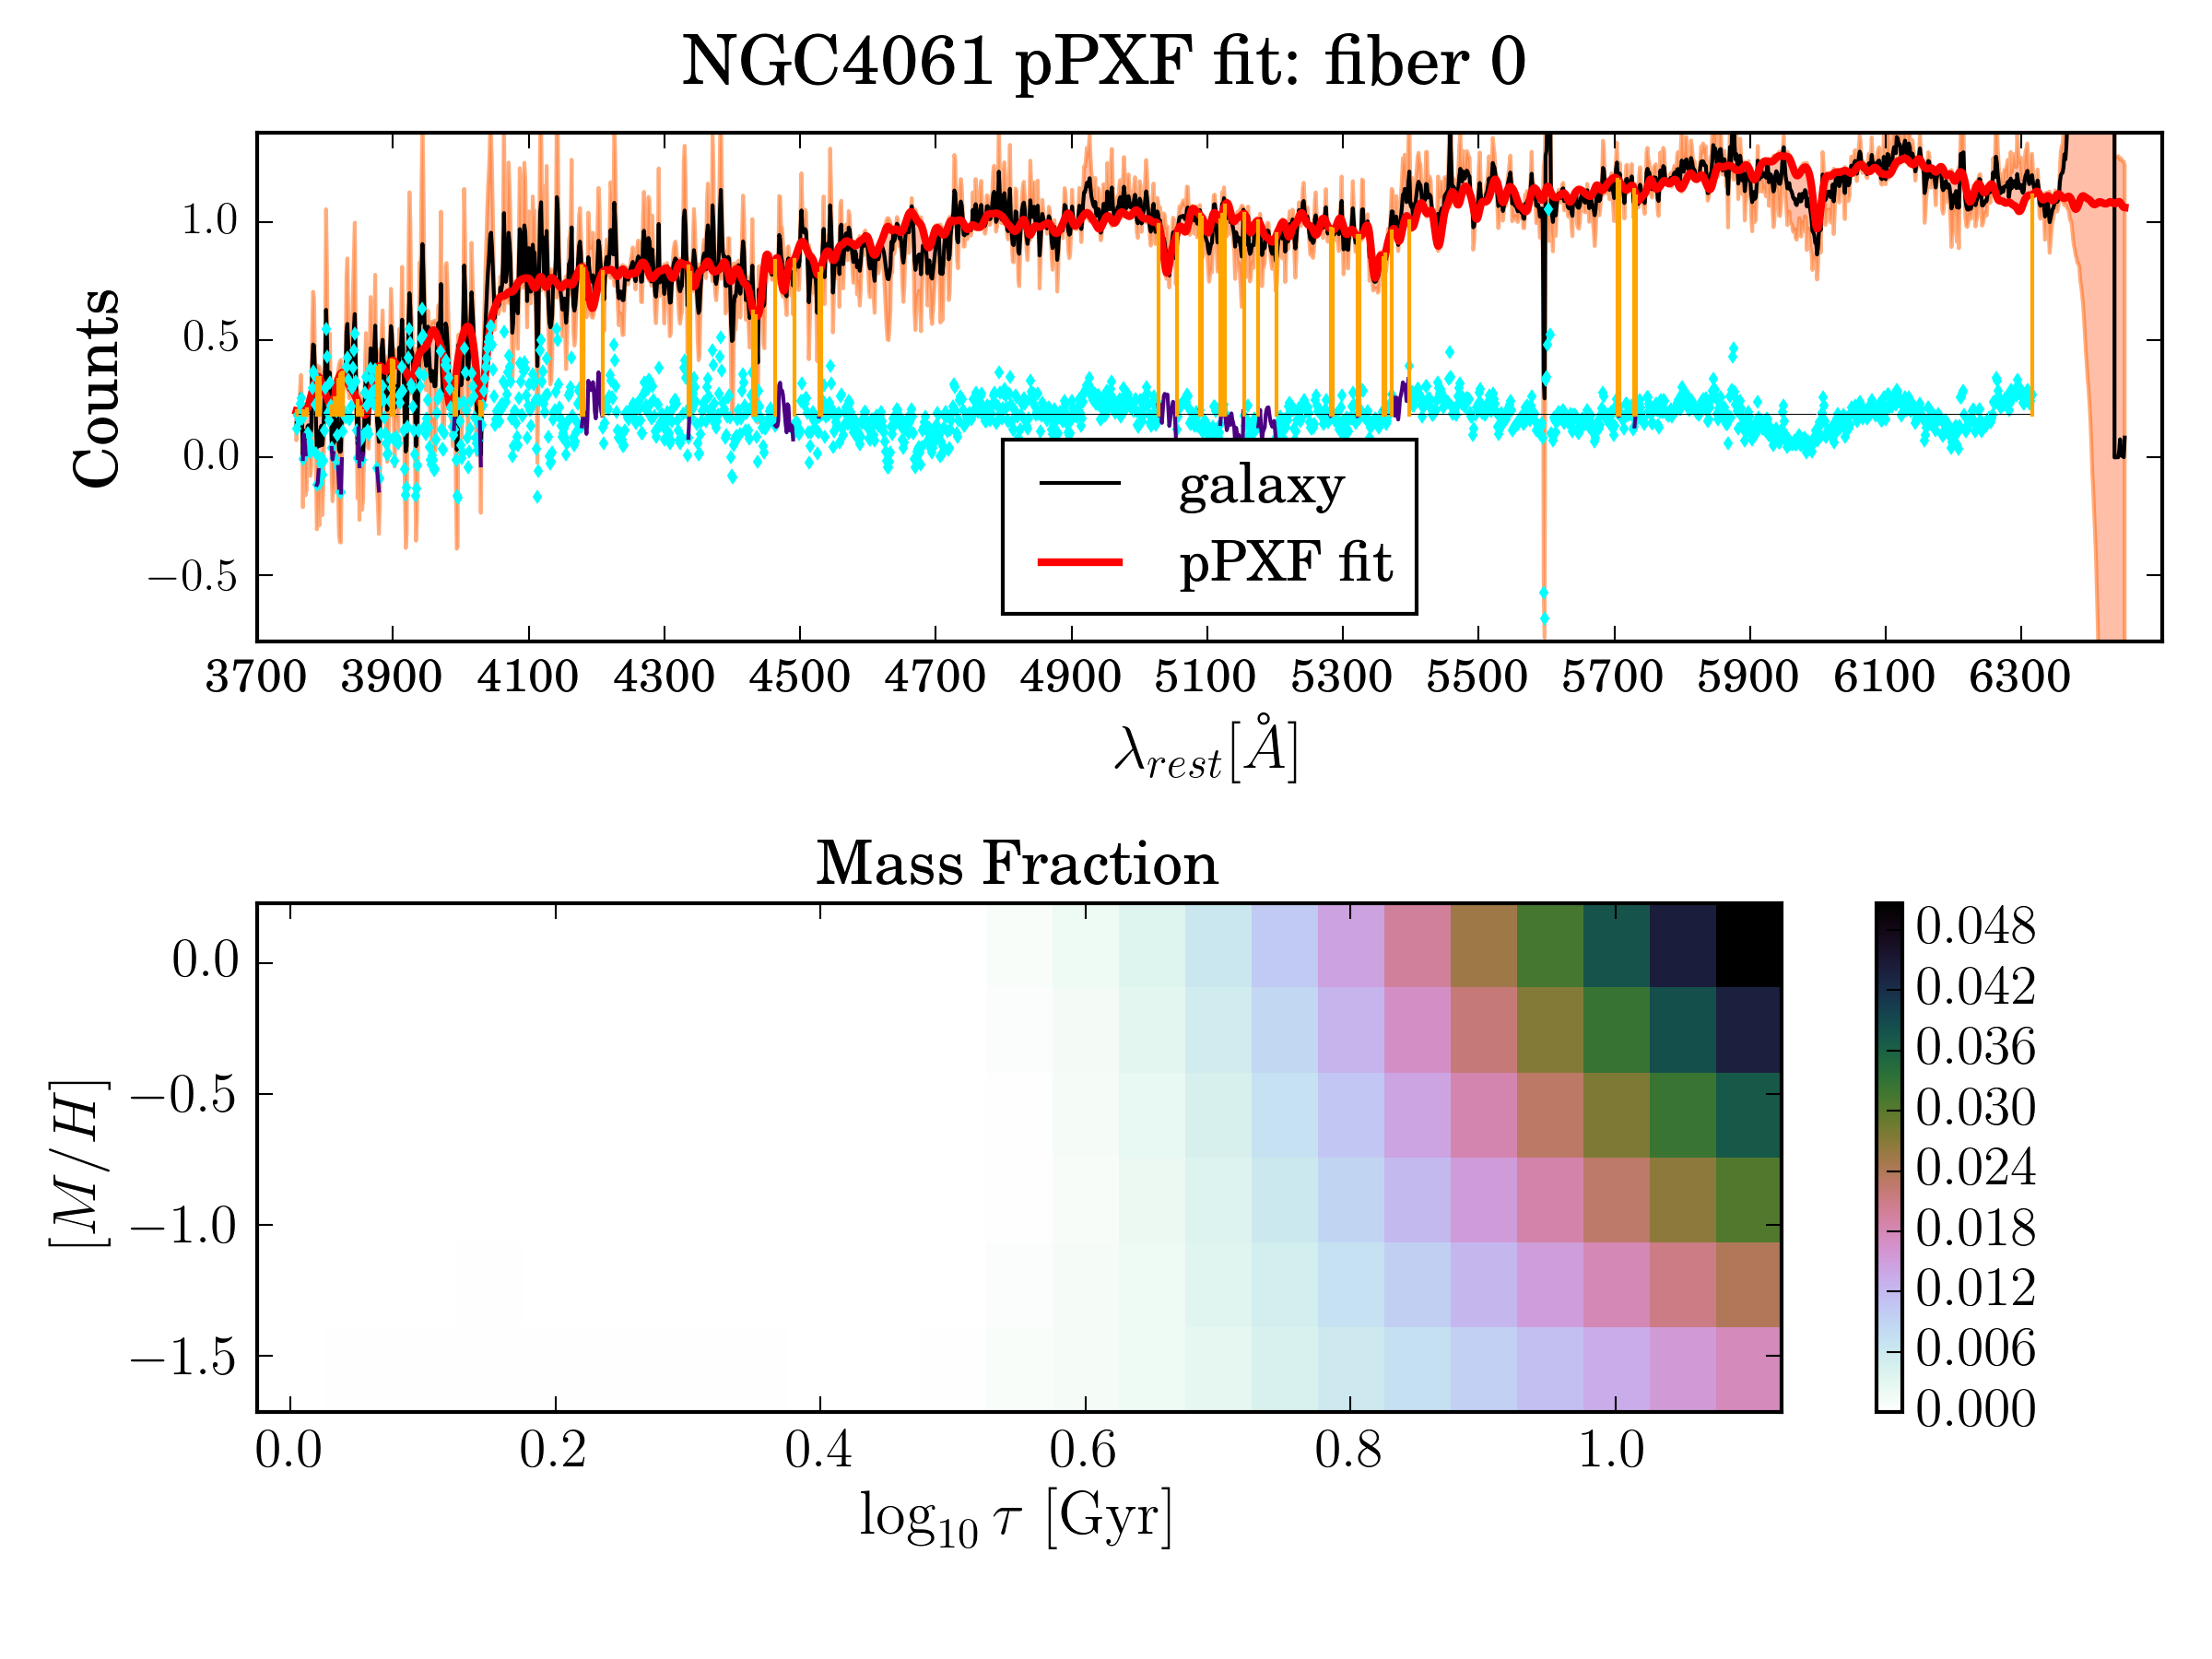 NGC4061 pPXF fit: fiber 0
Counts
1.0
0.5
0.0
−0.5
galaxy
pPXF fit
3700 3900 4100 4300 4500 4700 4900 5100 5300 5500 5700 5900 6100 6300
λrest[Å]
Mass Fraction
[M/H]
0.0
−0.5
−1.0
−1.5
0.0 0.2 0.4 0.6 0.8 1.0
log10 τ [Gyr]
0.048
0.042
0.036
0.030
0.024
0.018
0.012
0.006
0.000